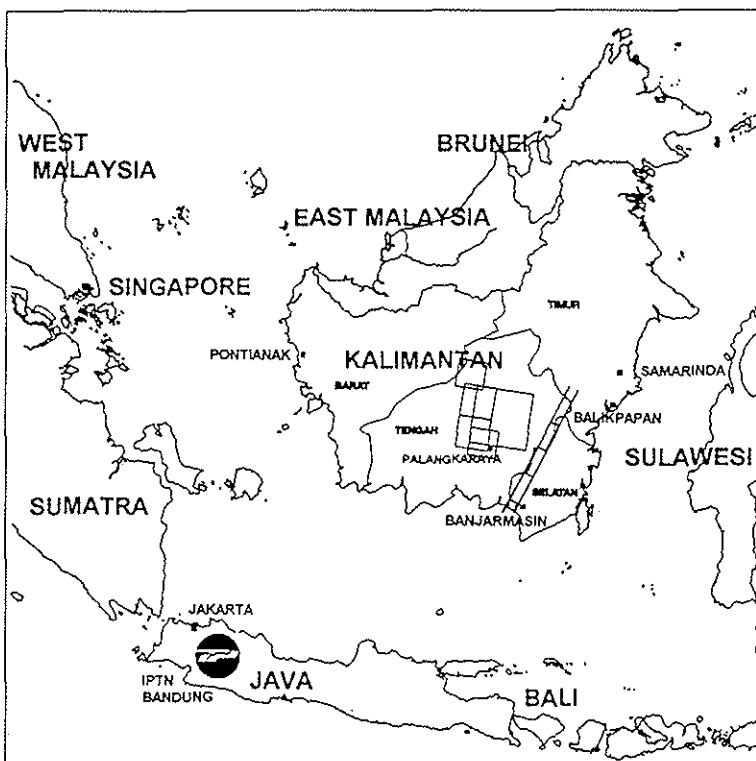 WEST
MALAYSIA
BRUNEI
EAST MALAYSIA
SINGAPORE
TIMUR
PONTIANAK
KALIMANTAN
SAMARINDA
BARAT
BALIKPAPAN
TENGAH
PALANGKARAYA
SULAWESI
SELATAN
SUMATRA
BANJARMASIN
JAKARTA
IPTN
BANDUNG
JAVA
BALI